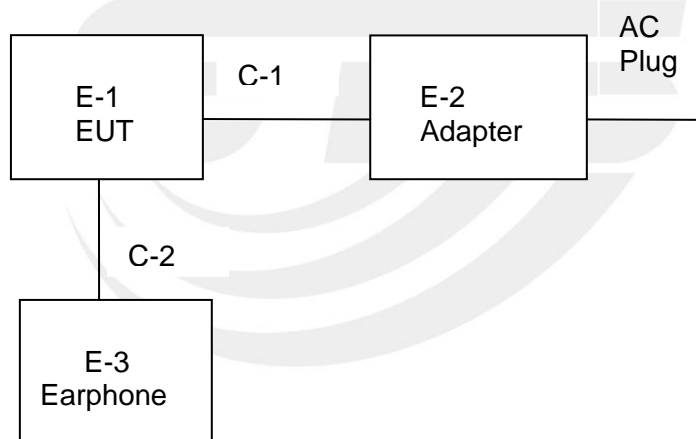 AC
Plug
C-1
E-1
EUT
E-2
Adapter
C-2
E-3
Earphone